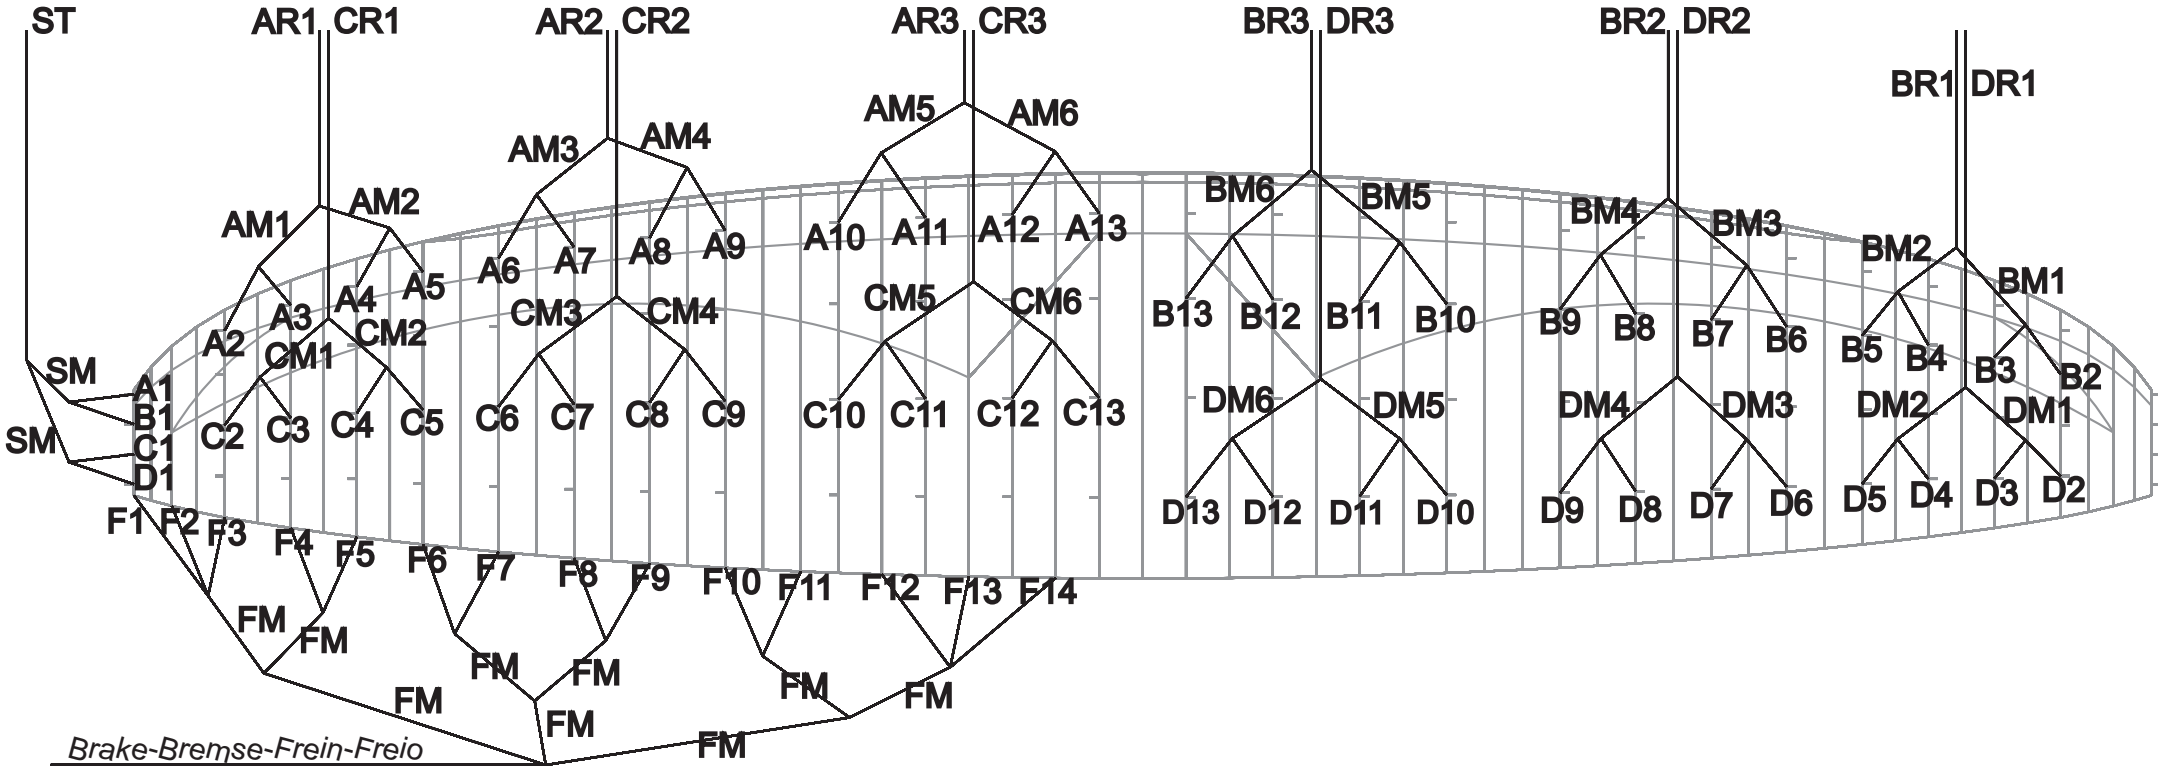 ST
AR1 CR1
AR2 CR2
AR3 CR3
BR3 DR3
BR2 DR2
BR1 DR1
AM5 AM6
AM3 AM4
AM1 AM2
BM6 BM5
BM4 BM3
BM2 BM1
A10 A11 A12 A13
A6 A7 A8 A9
A2 A3 A4 A5
CM1 CM2
CM3 CM4
CM5 CM6
B13 B12 B11 B10
B9 B8 B7 B6
B5 B4 B3 B2
SM
A1
B1
SM
C1
D1
C2 C3 C4 C5
C6 C7 C8 C9
C10 C11 C12 C13
DM6 DM5
DM4 DM3
DM2 DM1
D13 D12 D11 D10
D9 D8 D7 D6
D5 D4 D3 D2
F1 F2 F3 F4 F5 F6 F7 F8 F9 F10 F11 F12 F13 F14
FM FM
FM FM
FM FM
FM FM FM
Brake-Bremse-Frein-Freio